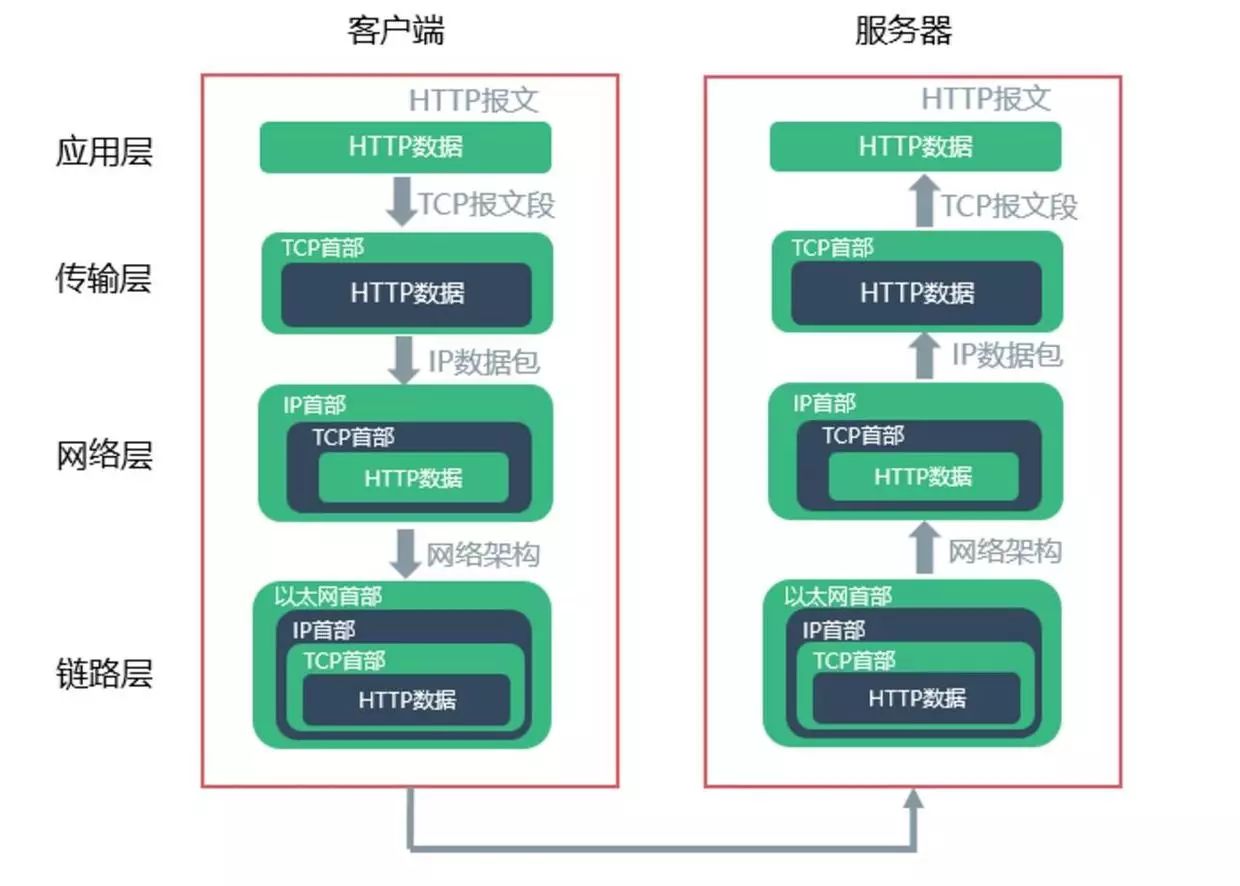 客户端
服务器
应用层
HTTP报文
HTTP数据
TCP报文段
传输层
TCP首部
HTTP数据
IP数据包
网络层
IP首部
TCP首部
HTTP数据
网络架构
链路层
以太网首部
IP首部
TCP首部
HTTP数据
HTTP报文
HTTP数据
TCP报文段
TCP首部
HTTP数据
IP数据包
IP首部
TCP首部
HTTP数据
网络架构
以太网首部
IP首部
TCP首部
HTTP数据